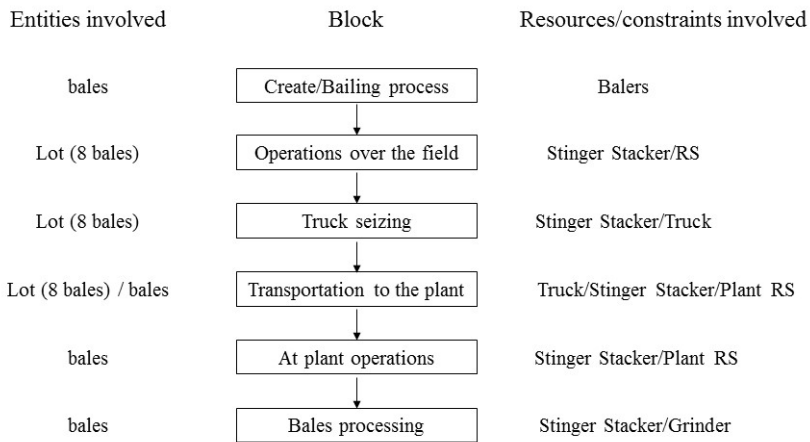 Entities involved Block Resources/constraints involved
bales Create/Bailing process Balers
Lot (8 bales) Operations over the field Stinger Stacker/RS
Lot (8 bales) Truck seizing Stinger Stacker/Truck
Lot (8 bales) / bales Transportation to the plant Truck/Stinger Stacker/Plant RS
bales At plant operations Stinger Stacker/Plant RS
bales Bales processing Stinger Stacker/Grinder